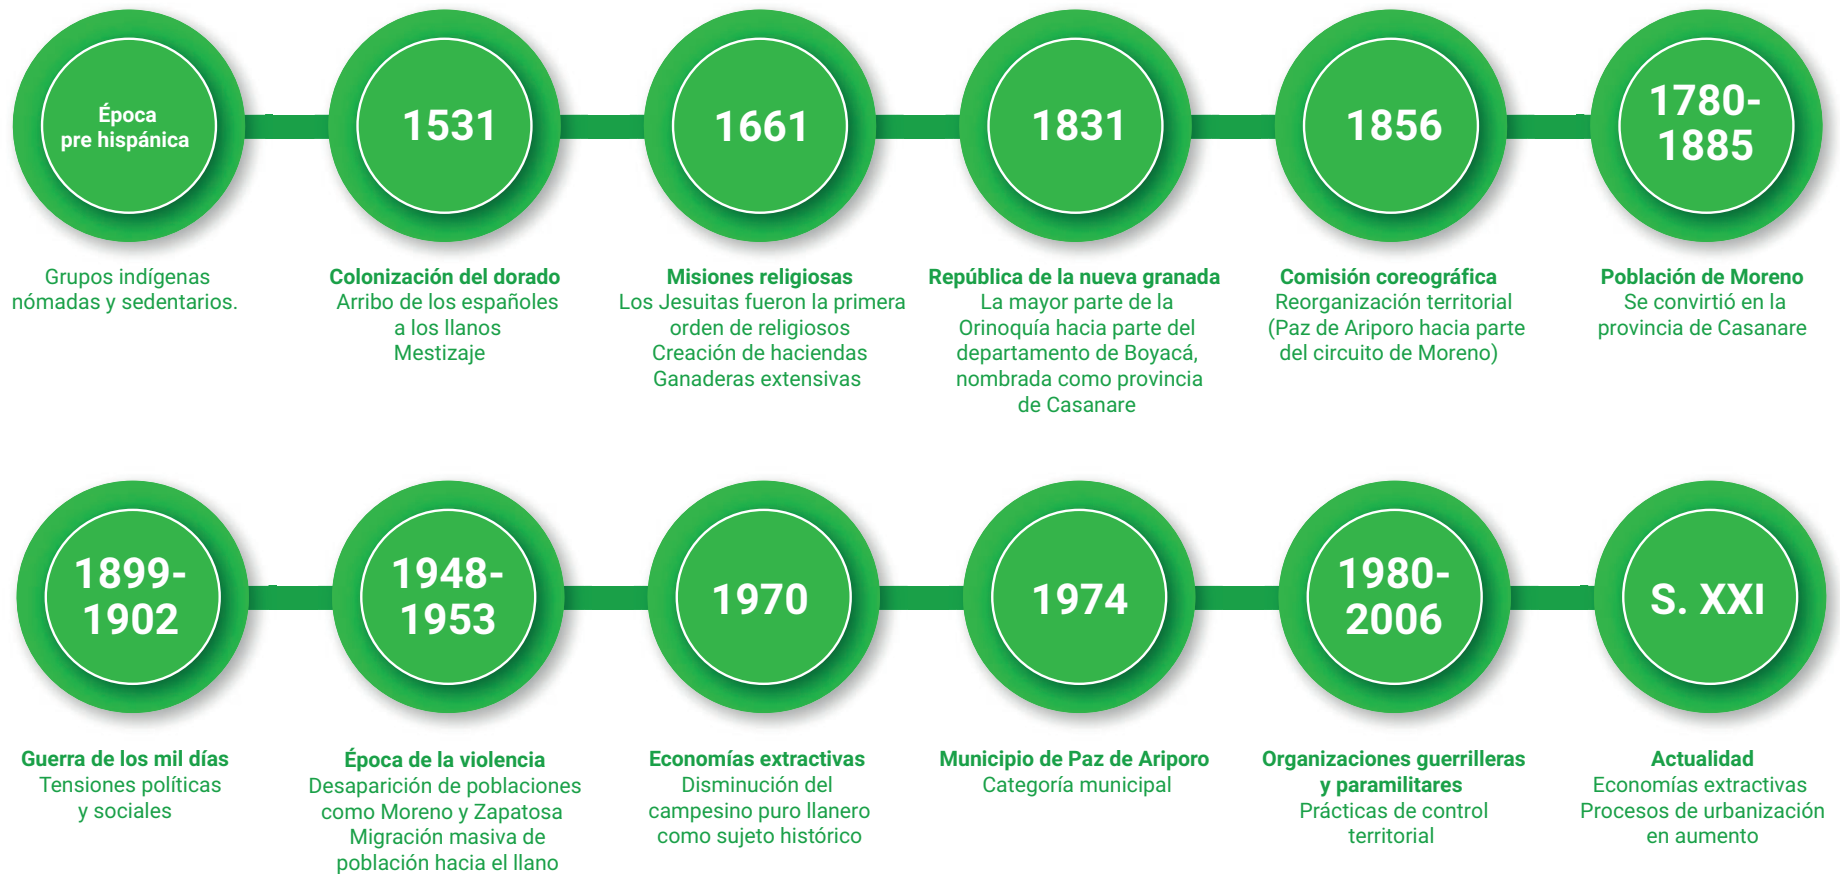 Época
pre hispánica
Grupos indígenas
nómadas y sedentarios.
1531
Colonización del dorado
Arribo de los españoles
a los llanos
Mestizaje
1661
Misiones religiosas
Los Jesuitas fueron la primera
orden de religiosos
Creación de haciendas
Ganaderas extensivas
1831
República de la nueva granada
La mayor parte de la
Orinoquía hacia parte del
departamento de Boyacá,
nombrada como provincia
de Casanare
1856
Comisión coreográfica
Reorganización territorial
(Paz de Ariporo hacia parte
del circuito de Moreno)
1780-
1885
Población de Moreno
Se convirtió en la
provincia de Casanare
1899-
1902
Guerra de los mil días
Tensiones políticas
y sociales
1948-
1953
Época de la violencia
Desaparición de poblaciones
como Moreno y Zapatosa
Migración masiva de
población hacia el llano
1970
Economías extractivas
Disminución del
campesino puro llanero
como sujeto histórico
1974
Municipio de Paz de Ariporo
Categoría municipal
1980-
2006
Organizaciones guerrilleras
y paramilitares
Prácticas de control
territorial
S. XXI
Actualidad
Economías extractivas
Procesos de urbanización
en aumento